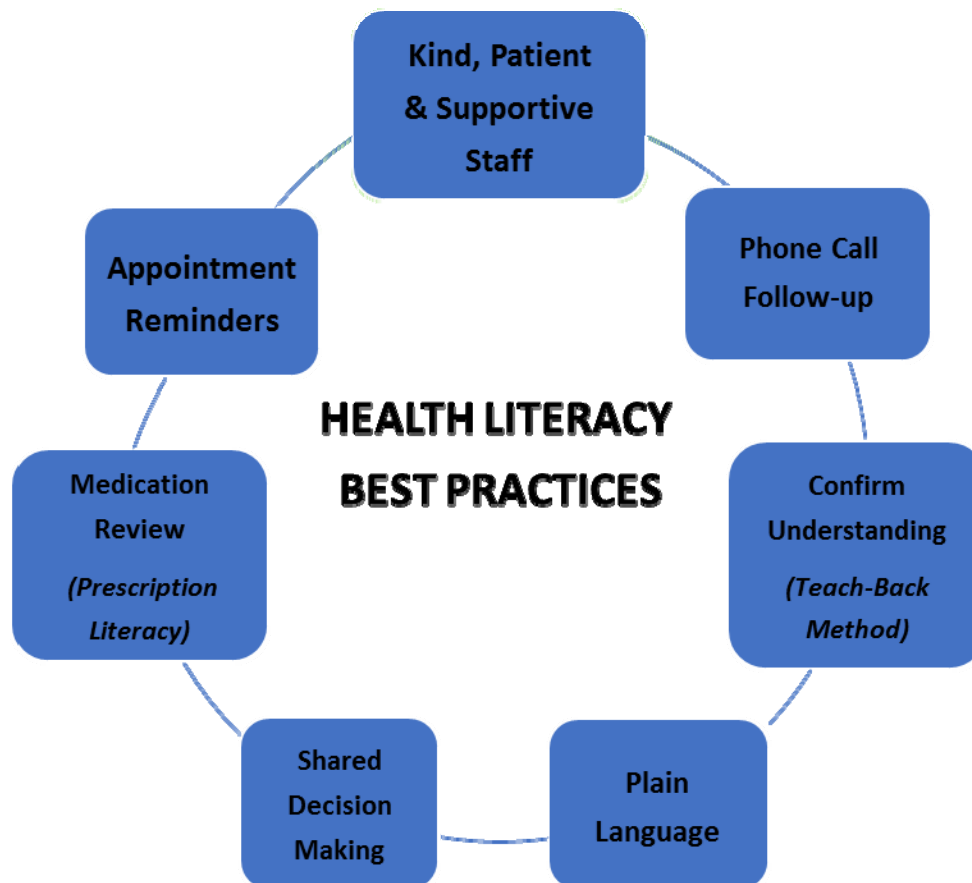 Kind, Patient
& Supportive
Staff
Phone Call
Follow-up
Confirm
Understanding
(Teach-Back
Method)
Plain
Language
Shared
Decision
Making
Medication
Review
(Prescription
Literacy)
Appointment
Reminders
HEALTH LITERACY
BEST PRACTICES